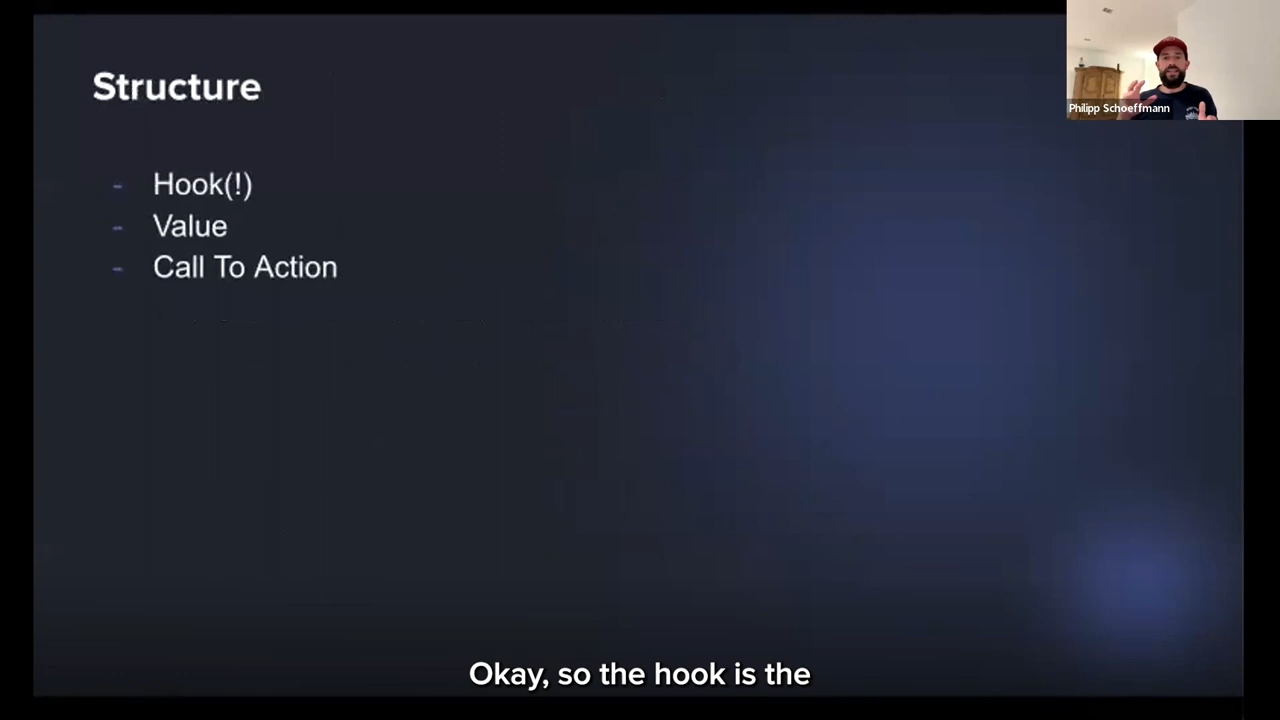 Structure
Philipp Schoeffmann
- Hook(!)
- Value
- Call To Action
Okay, so the hook is the